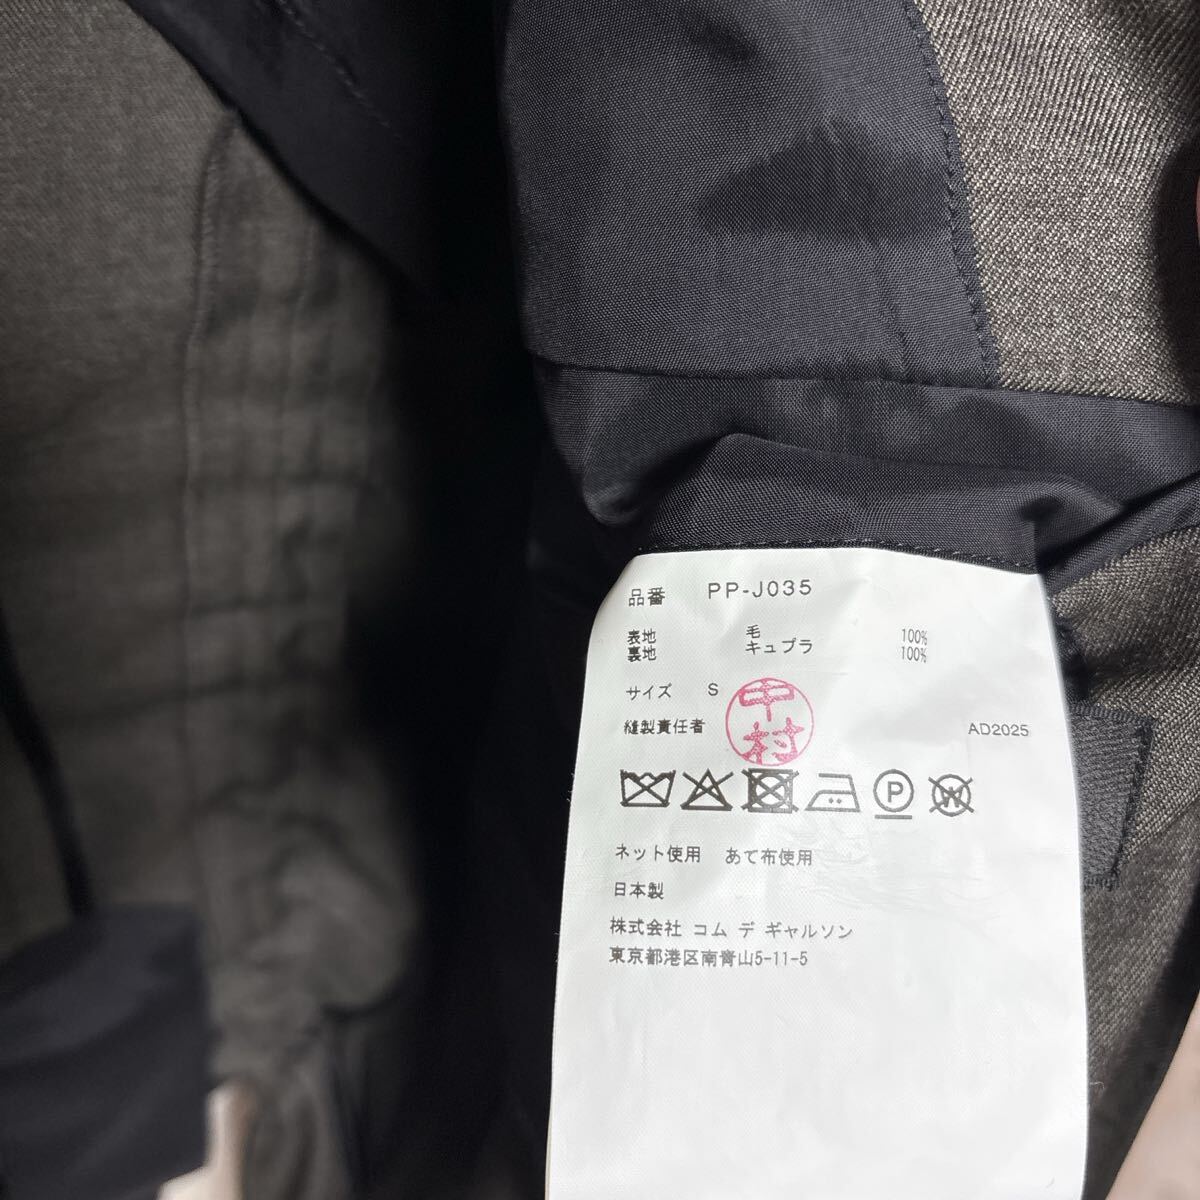 品番 PP-J035
表地 毛 100%
裏地 キュプラ 100%
サイズ S
縫製責任者 中村 AD2025
P W
ネット使用 あて布使用
日本製
株式会社 コム デ ギャルソン
東京都港区南青山5-11-5